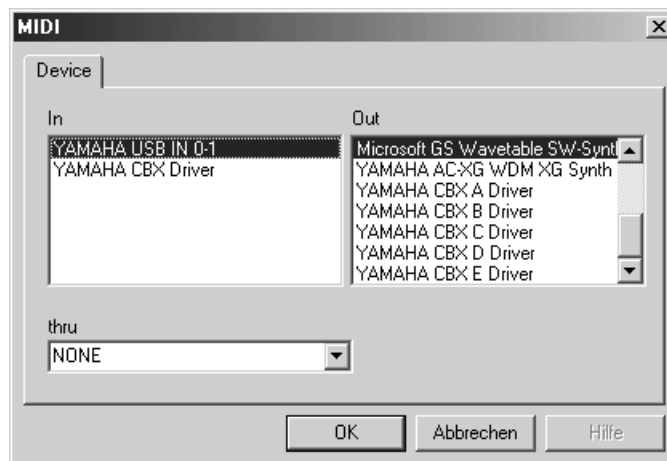 MIDI
Device
In
YAMAHA USB IN 0-1
YAMAHA CBX Driver
Out
Microsoft GS Wavetable SW-Synt
YAMAHA AC-XG WDM XG Synth
YAMAHA CBX A Driver
YAMAHA CBX B Driver
YAMAHA CBX C Driver
YAMAHA CBX D Driver
YAMAHA CBX E Driver
thru
NONE
OK
Abbrechen
Hilfe